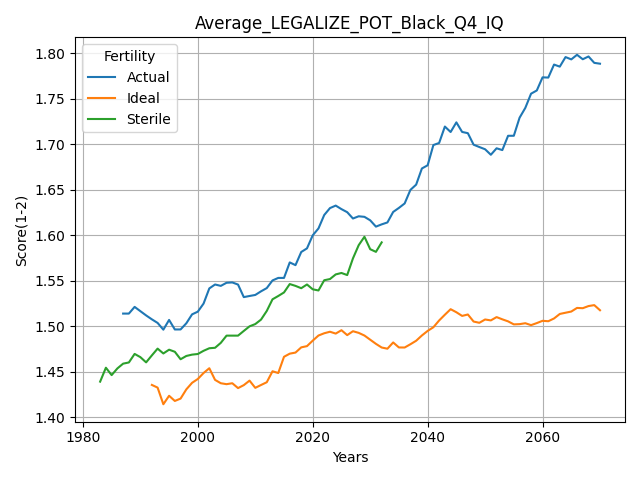 Average_LEGALIZE_POT_Black_Q4_IQ
Fertility
Actual
Ideal
Sterile
Score(1-2)
1.80
1.75
1.70
1.65
1.60
1.55
1.50
1.45
1.40
1980
2000
2020
2040
2060
Years